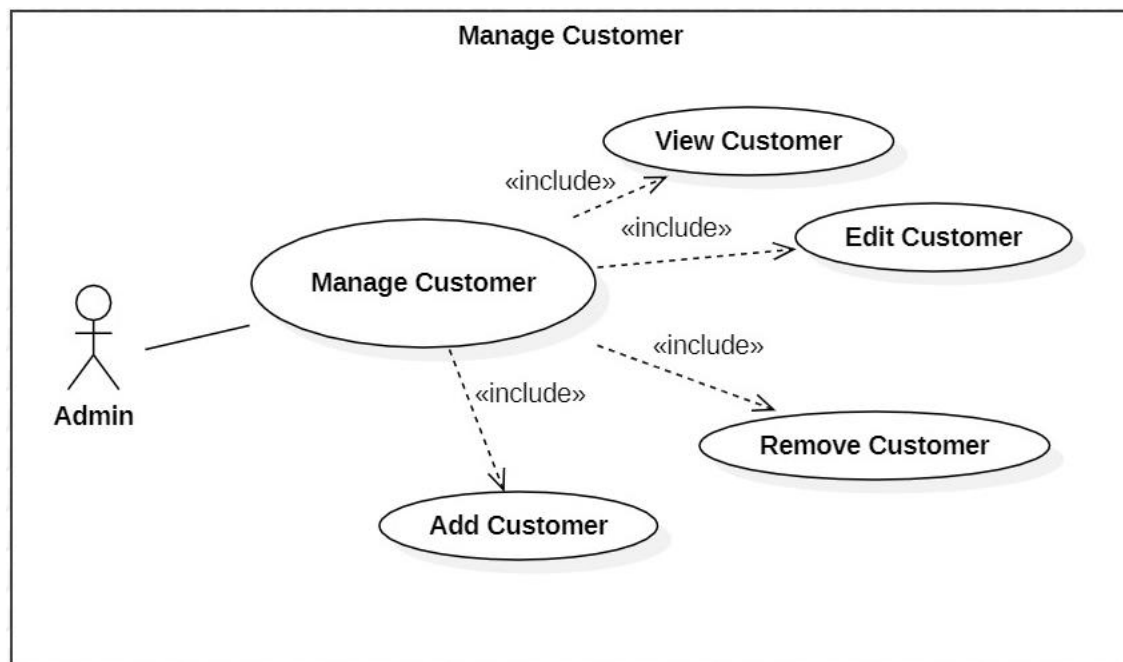 Manage Customer
View Customer
«include»
«include»
Edit Customer
Manage Customer
«include»
«include»
Admin
Remove Customer
Add Customer